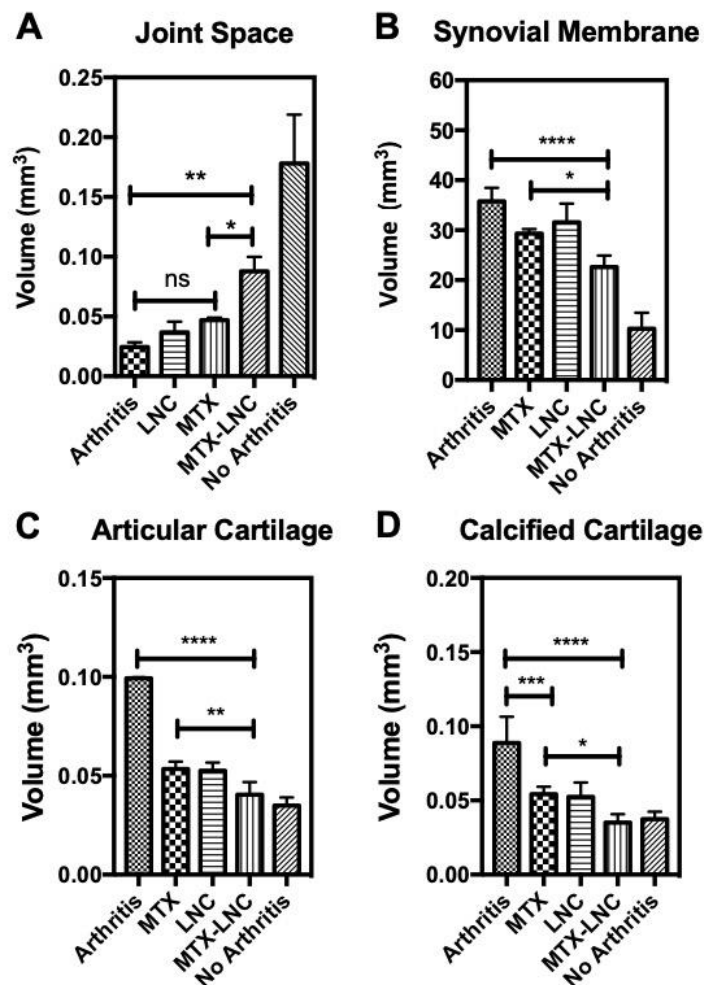 A Joint Space
Volume (mm³)
0.25
0.20
0.15
0.10
0.05
0.00
**
*
ns
Arthritis
LNC
MTX
MTX-LNC
No Arthritis
B Synovial Membrane
Volume (mm³)
60
50
40
30
20
10
0
****
*
Arthritis
MTX
LNC
MTX-LNC
No Arthritis
C Articular Cartilage
Volume (mm³)
0.15
0.10
0.05
0.00
****
**
Arthritis
MTX
LNC
MTX-LNC
No Arthritis
D Calcified Cartilage
Volume (mm³)
0.20
0.15
0.10
0.05
0.00
****
***
*
Arthritis
MTX
LNC
MTX-LNC
No Arthritis